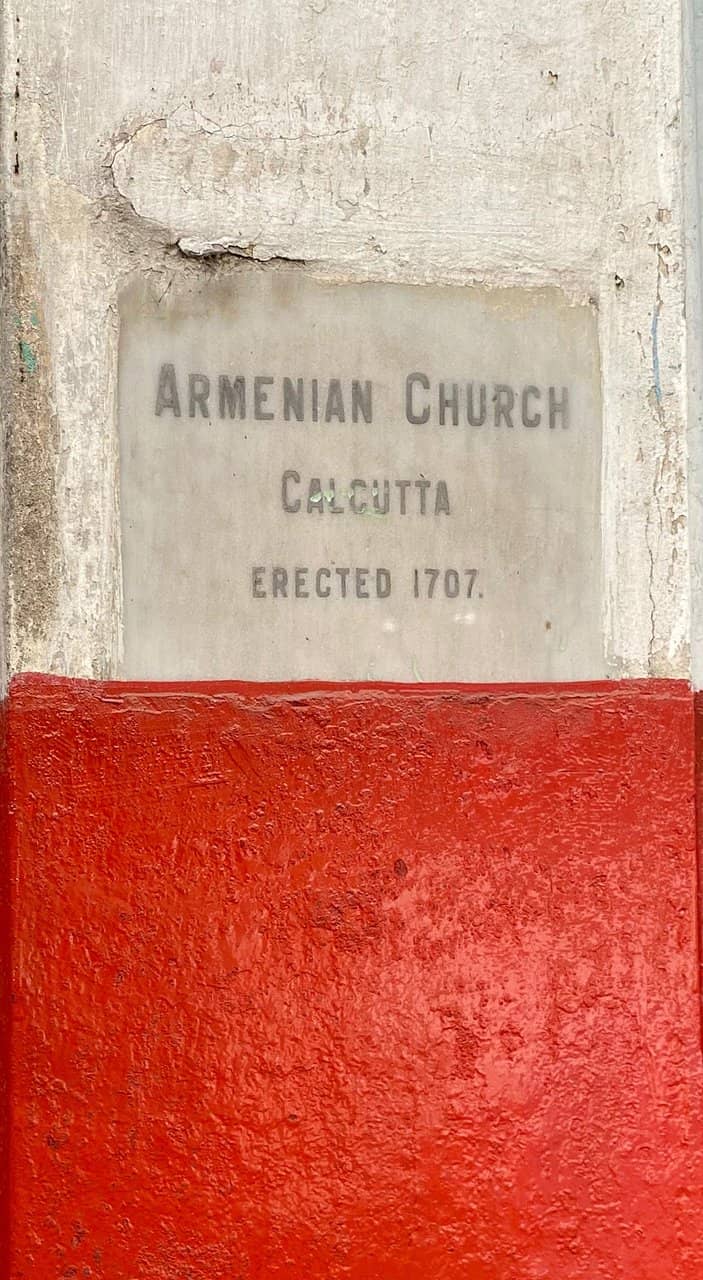 ARMENIAN CHURCH
CALCUTTA
ERECTED 1707.